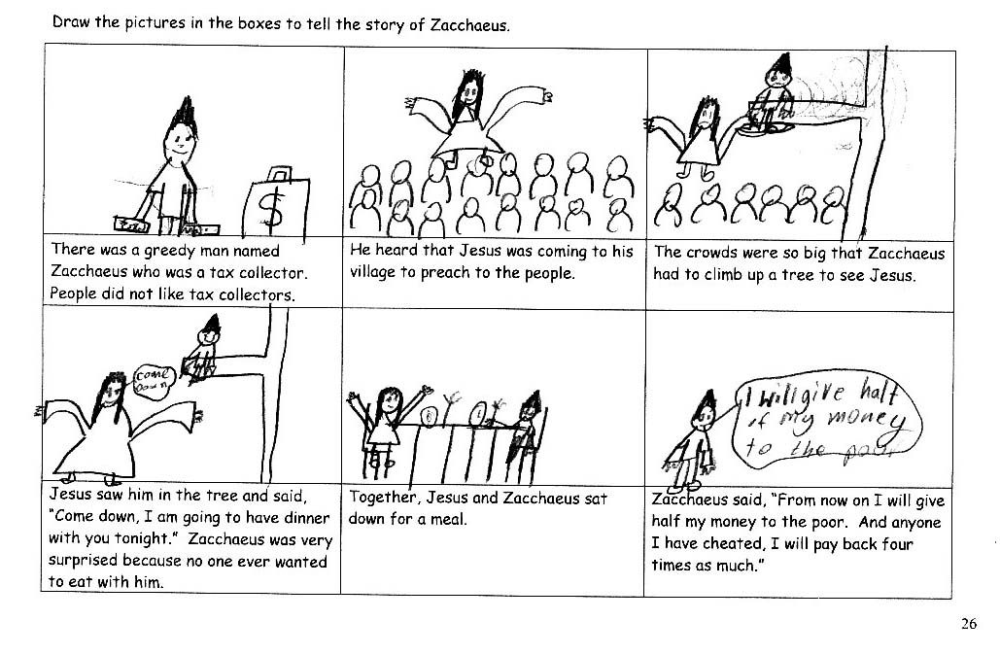 Draw the pictures in the boxes to tell the story of Zacchaeus.
$
There was a greedy man named
Zacchaeus who was a tax collector.
People did not like tax collectors.
He heard that Jesus was coming to his
village to preach to the people.
The crowds were so big that Zacchaeus
had to climb up a tree to see Jesus.
come
Down
Jesus saw him in the tree and said,
"Come down, I am going to have dinner
with you tonight." Zacchaeus was very
surprised because no one ever wanted
to eat with him.
Together, Jesus and Zacchaeus sat
down for a meal.
I will give half
if my money
to the poor
Zacchaeus said, "From now on I will give
half my money to the poor. And anyone
I have cheated, I will pay back four
times as much."
26